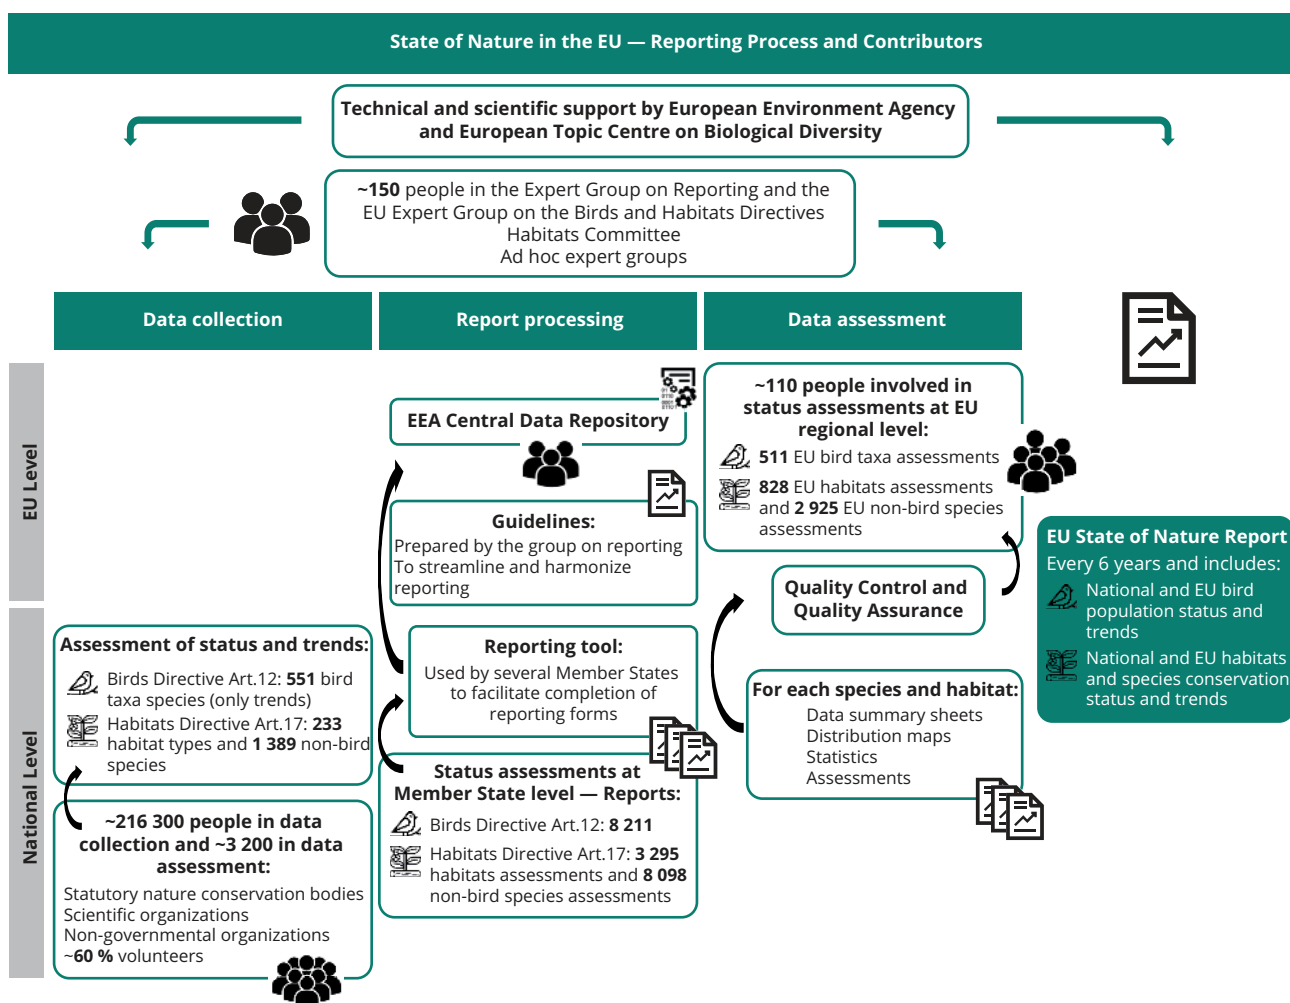 State of Nature in the EU — Reporting Process and Contributors
Technical and scientific support by European Environment Agency
and European Topic Centre on Biological Diversity
~150 people in the Expert Group on Reporting and the
EU Expert Group on the Birds and Habitats Directives
Habitats Committee
Ad hoc expert groups
Data collection
Report processing
Data assessment
EU Level
National Level
Assessment of status and trends:
Birds Directive Art.12: 551 bird
taxa species (only trends)
Habitats Directive Art.17: 233
habitat types and 1 389 non-bird
species
~216 300 people in data
collection and ~3 200 in data
assessment:
Statutory nature conservation bodies
Scientific organizations
Non-governmental organizations
~60 % volunteers
EEA Central Data Repository
Guidelines:
Prepared by the group on reporting
To streamline and harmonize
reporting
Reporting tool:
Used by several Member States
to facilitate completion of
reporting forms
Status assessments at
Member State level — Reports:
Birds Directive Art.12: 8 211
Habitats Directive Art.17: 3 295
habitats assessments and 8 098
non-bird species assessments
~110 people involved in
status assessments at EU
regional level:
511 EU bird taxa assessments
828 EU habitats assessments
and 2 925 EU non-bird species
assessments
Quality Control and
Quality Assurance
For each species and habitat:
Data summary sheets
Distribution maps
Statistics
Assessments
EU State of Nature Report
Every 6 years and includes:
National and EU bird
population status and
trends
National and EU habitats
and species conservation
status and trends